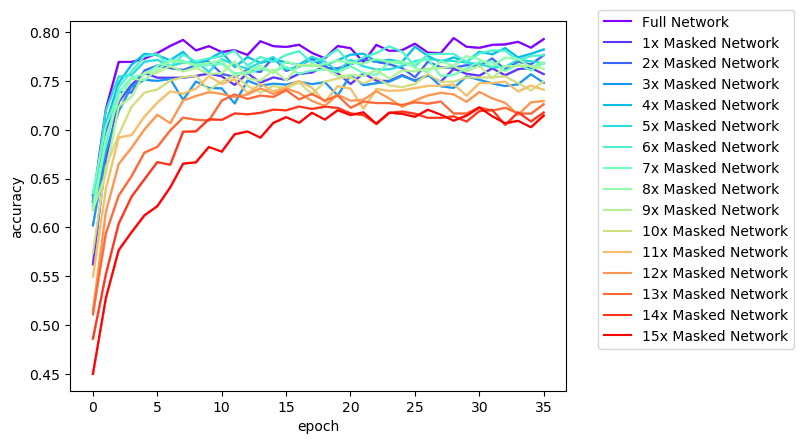 0.80
0.75
0.70
0.65
0.60
0.55
0.50
0.45
accuracy
0 5 10 15 20 25 30 35
epoch
Full Network
1x Masked Network
2x Masked Network
3x Masked Network
4x Masked Network
5x Masked Network
6x Masked Network
7x Masked Network
8x Masked Network
9x Masked Network
10x Masked Network
11x Masked Network
12x Masked Network
13x Masked Network
14x Masked Network
15x Masked Network